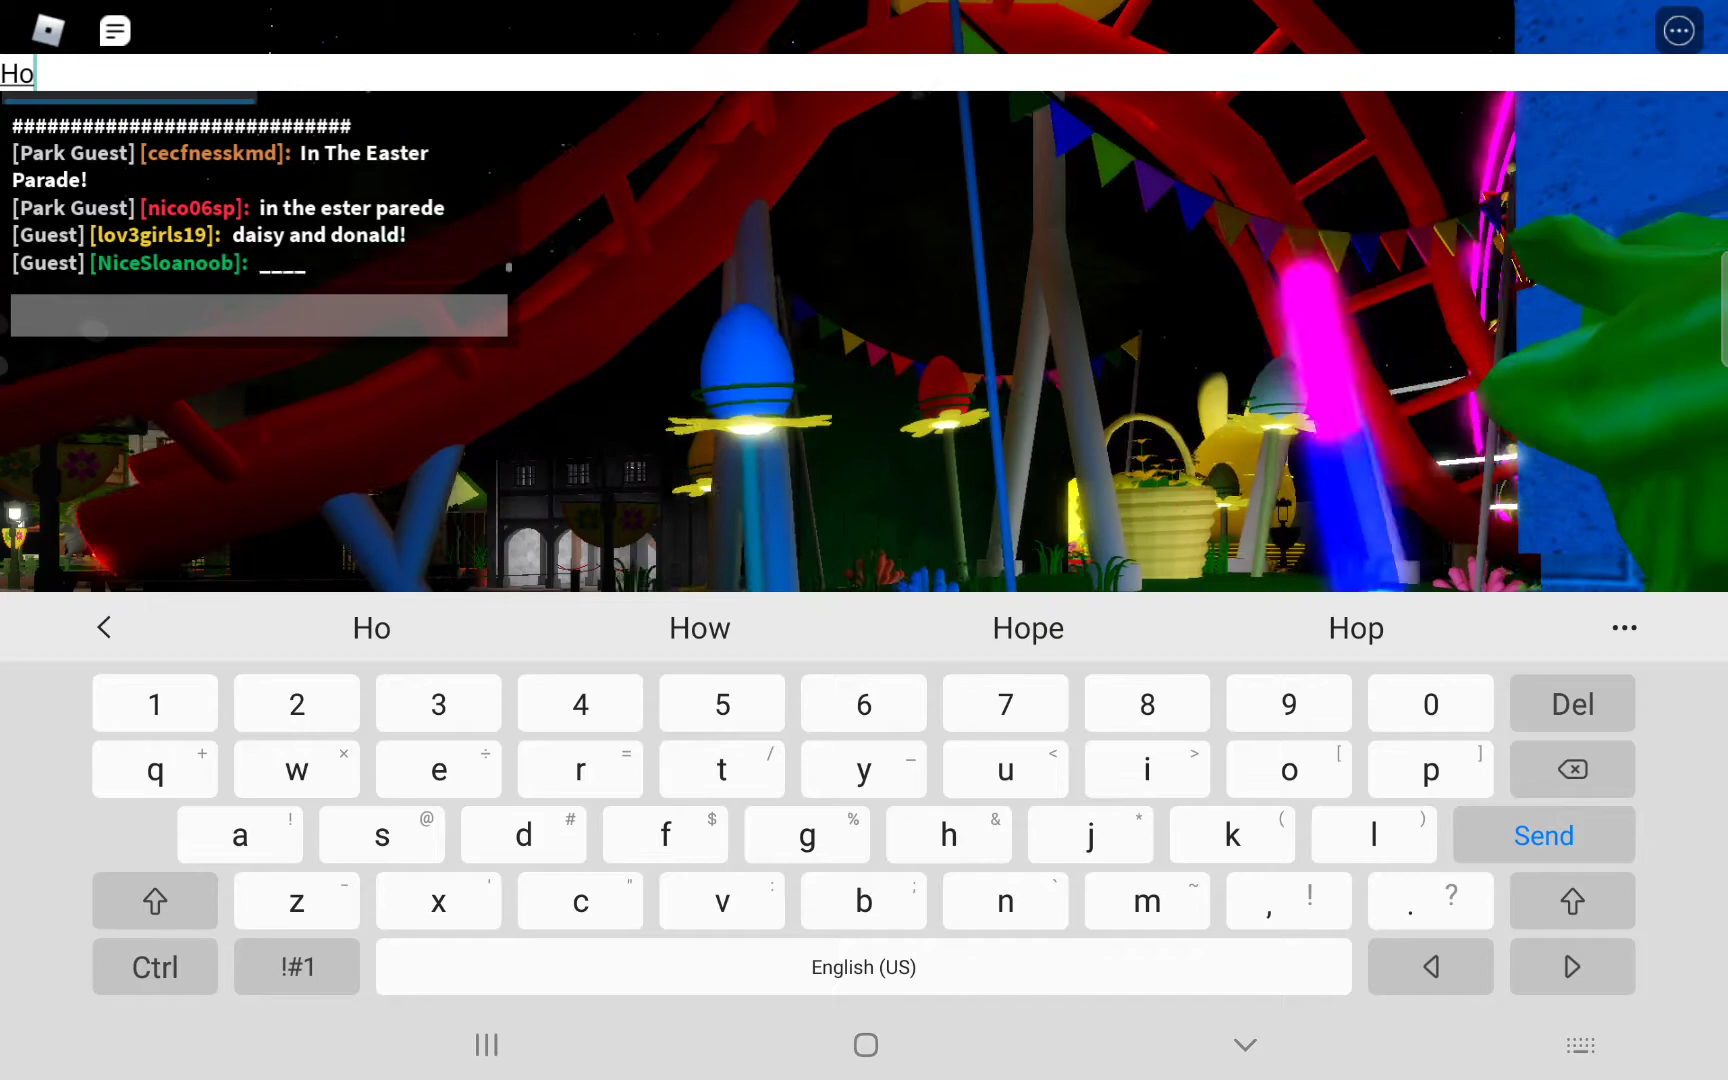 Ho
#############################
[Park Guest] [cecfnesskmd]: In The Easter
Parade!
[Park Guest] [nico06sp]: in the ester parede
[Guest] [lov3girls19]: daisy and donald!
[Guest] [NiceSloanoob]: ____
Ho How Hope Hop
1 2 3 4 5 6 7 8 9 0 Del
q + w × e ÷ r = t / y _ u < i > o [ p ]
a ! s @ d # f $ g % h & j * k ( l ) Send
z - x ' c " v : b ; n ` m ~ , ! . ?
Ctrl !#1 English (US)